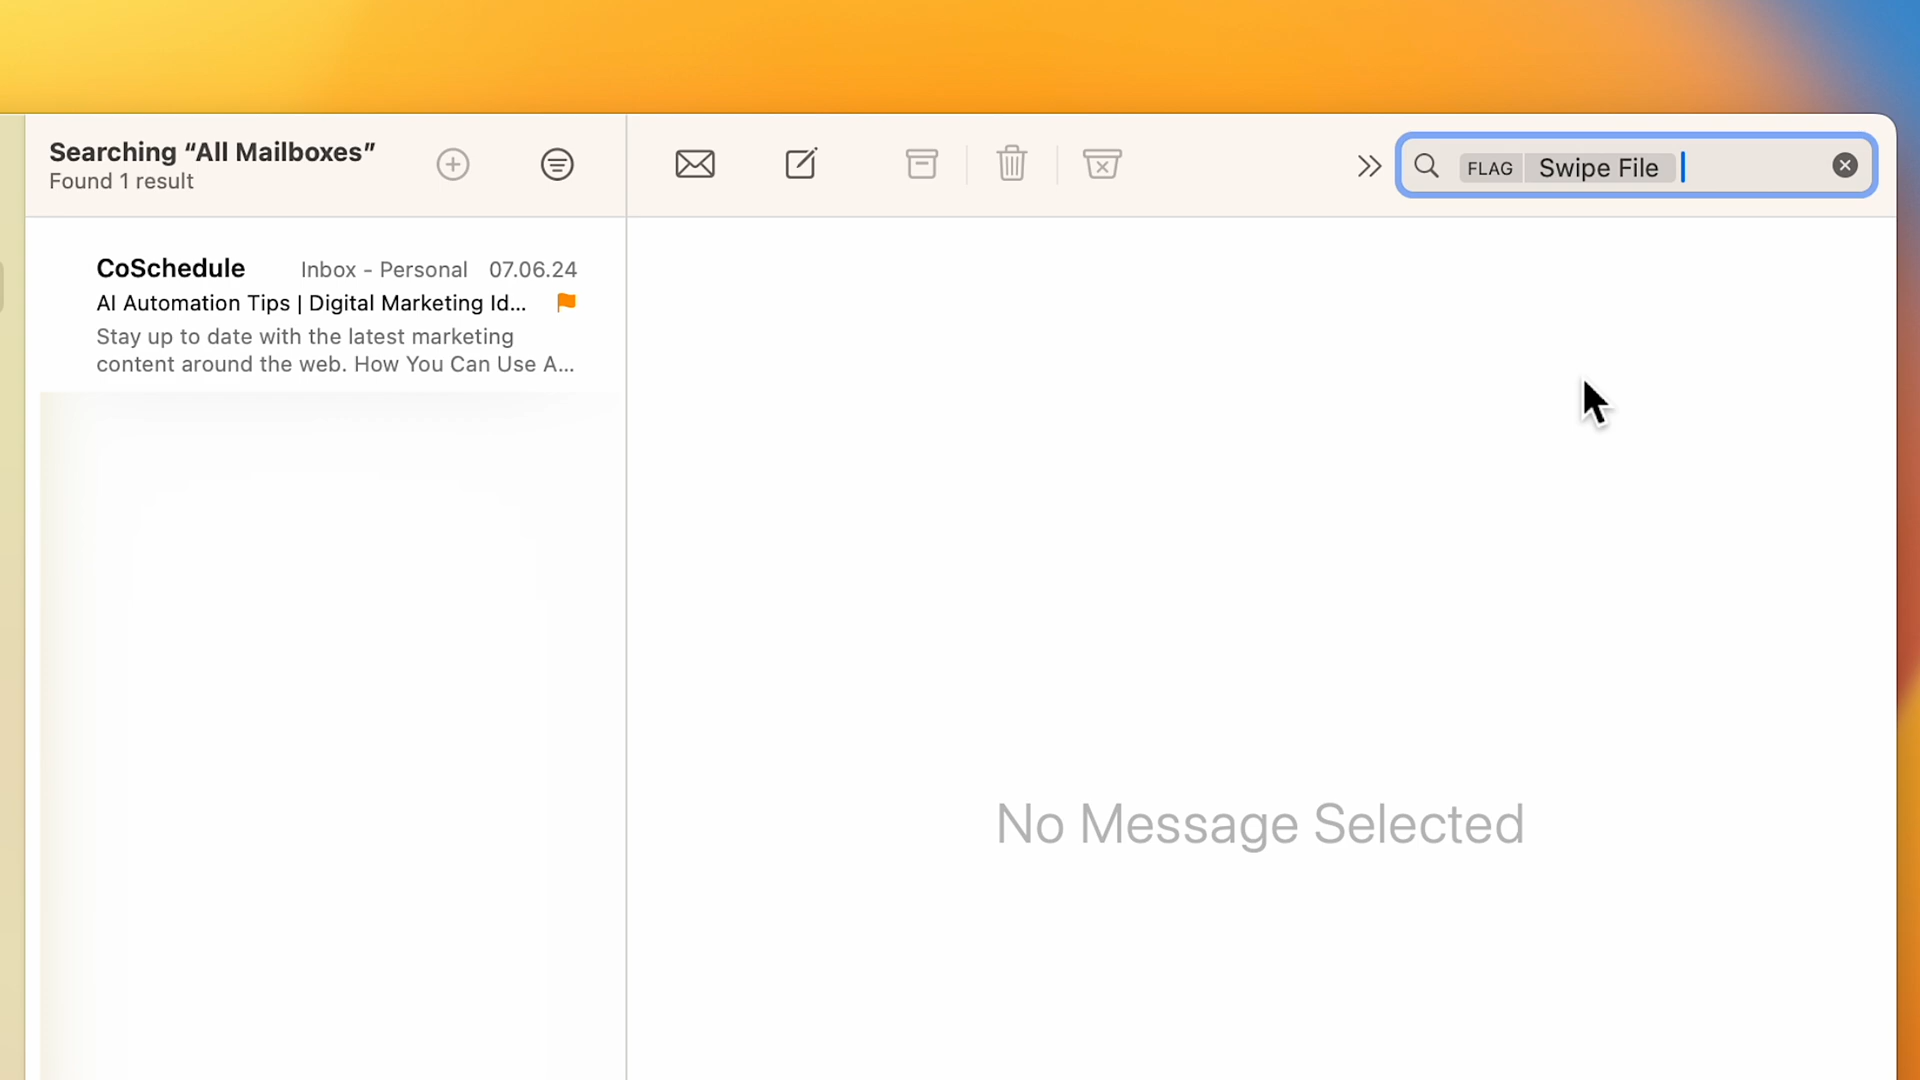 Searching “All Mailboxes”
Found 1 result
FLAG Swipe File
CoSchedule Inbox - Personal 07.06.24
AI Automation Tips | Digital Marketing Id...
Stay up to date with the latest marketing
content around the web. How You Can Use A...
No Message Selected